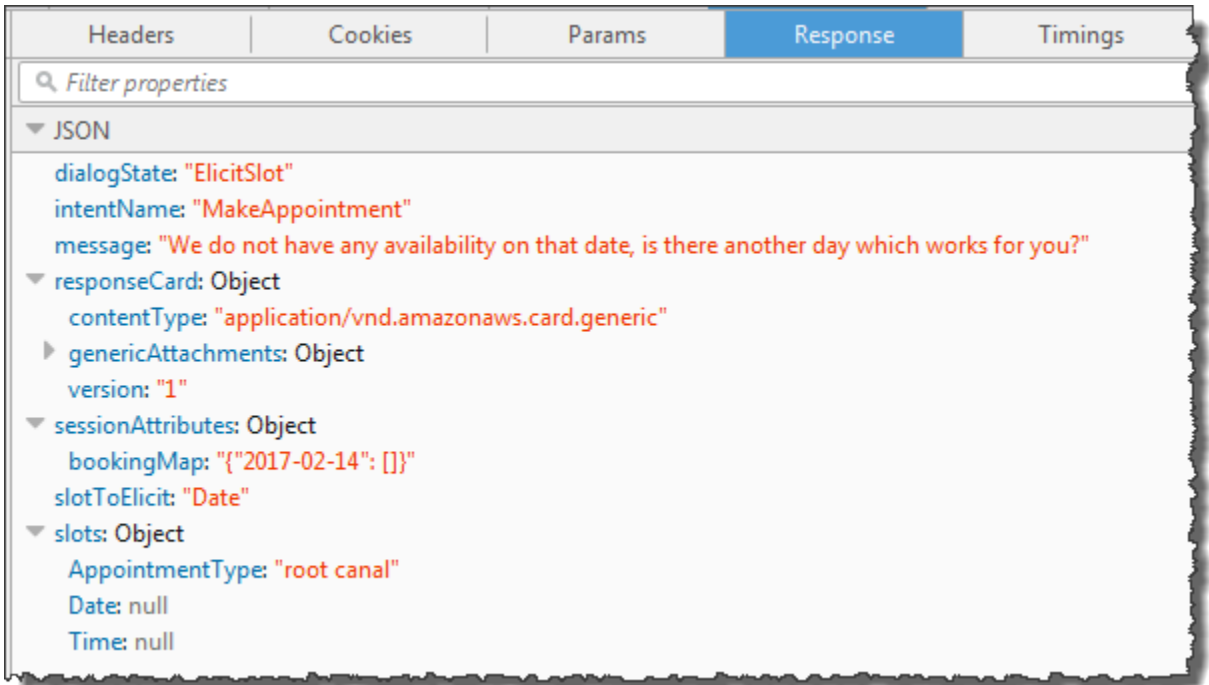 Headers Cookies Params Response Timings
Filter properties
JSON
dialogState: "ElicitSlot"
intentName: "MakeAppointment"
message: "We do not have any availability on that date, is there another day which works for you?"
responseCard: Object
contentType: "application/vnd.amazonaws.card.generic"
genericAttachments: Object
version: "1"
sessionAttributes: Object
bookingMap: "{"2017-02-14": []}"
slotToElicit: "Date"
slots: Object
AppointmentType: "root canal"
Date: null
Time: null